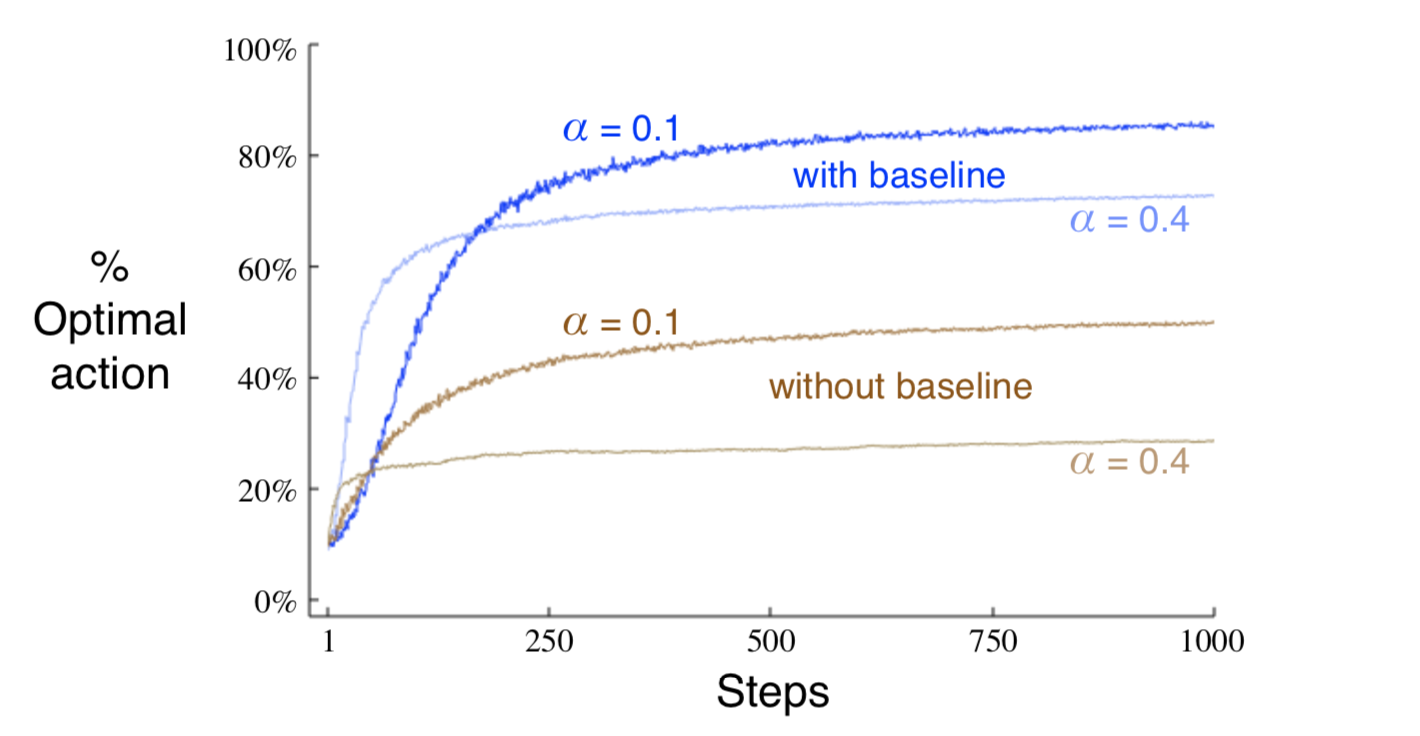 100%
α = 0.1
80%
with baseline
α = 0.4
%
Optimal
action
60%
α = 0.1
40%
without baseline
α = 0.4
20%
0%
1 250 500 750 1000
Steps